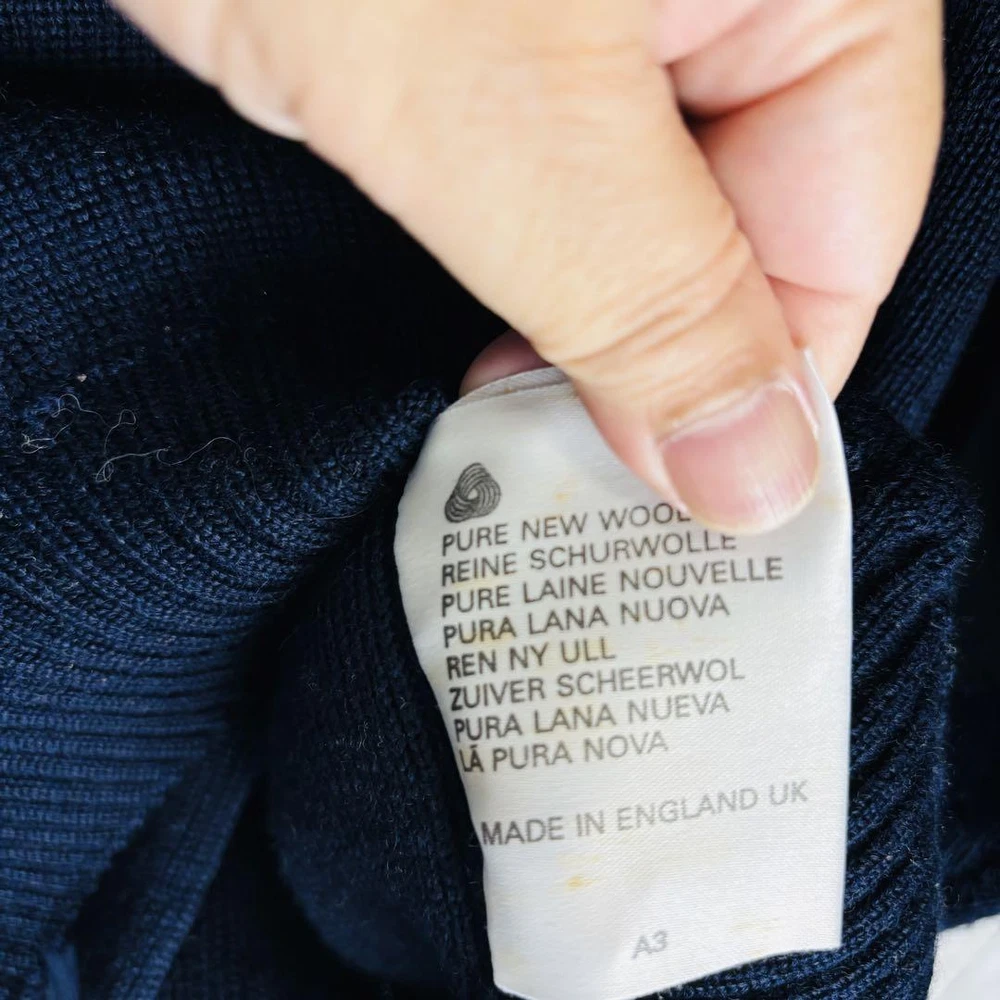 PURE NEW WOOL
REINE SCHURWOLLE
PURE LAINE NOUVELLE
PURA LANA NUOVA
REN NY ULL
ZUIVER SCHEERWOL
PURA LANA NUEVA
LÃ PURA NOVA
MADE IN ENGLAND UK
A3